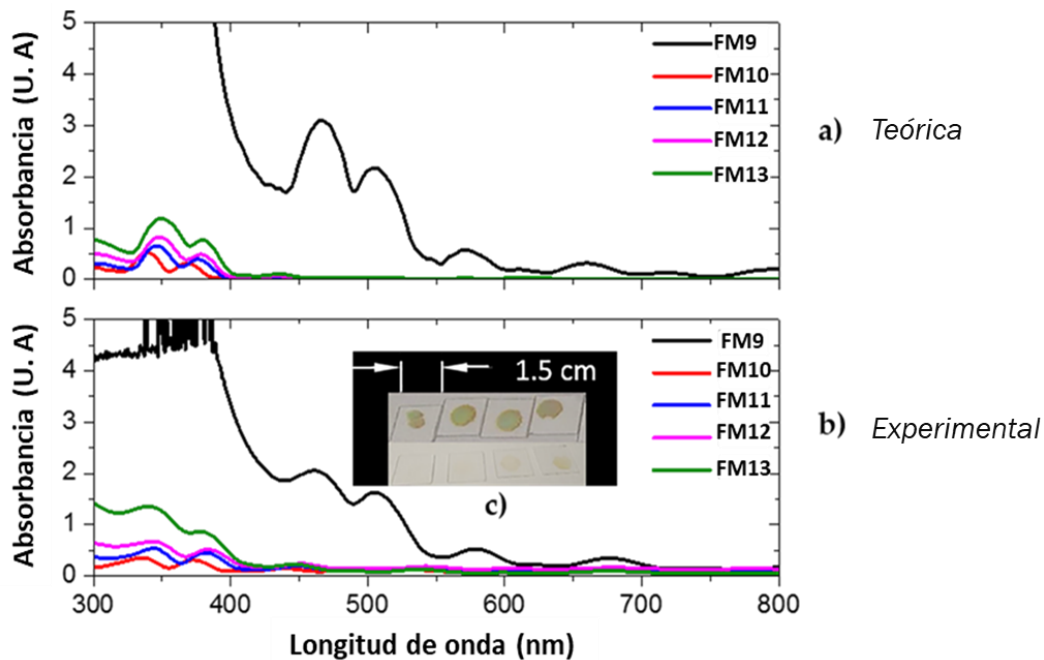 Absorbancia (U. A)
5
4
3
2
1
0
FM9
FM10
FM11
FM12
FM13
a) Teórica
Absorbancia (U. A)
5
4
3
2
1
0
FM9
FM10
FM11
FM12
FM13
1.5 cm
c)
b) Experimental
300 400 500 600 700 800
Longitud de onda (nm)